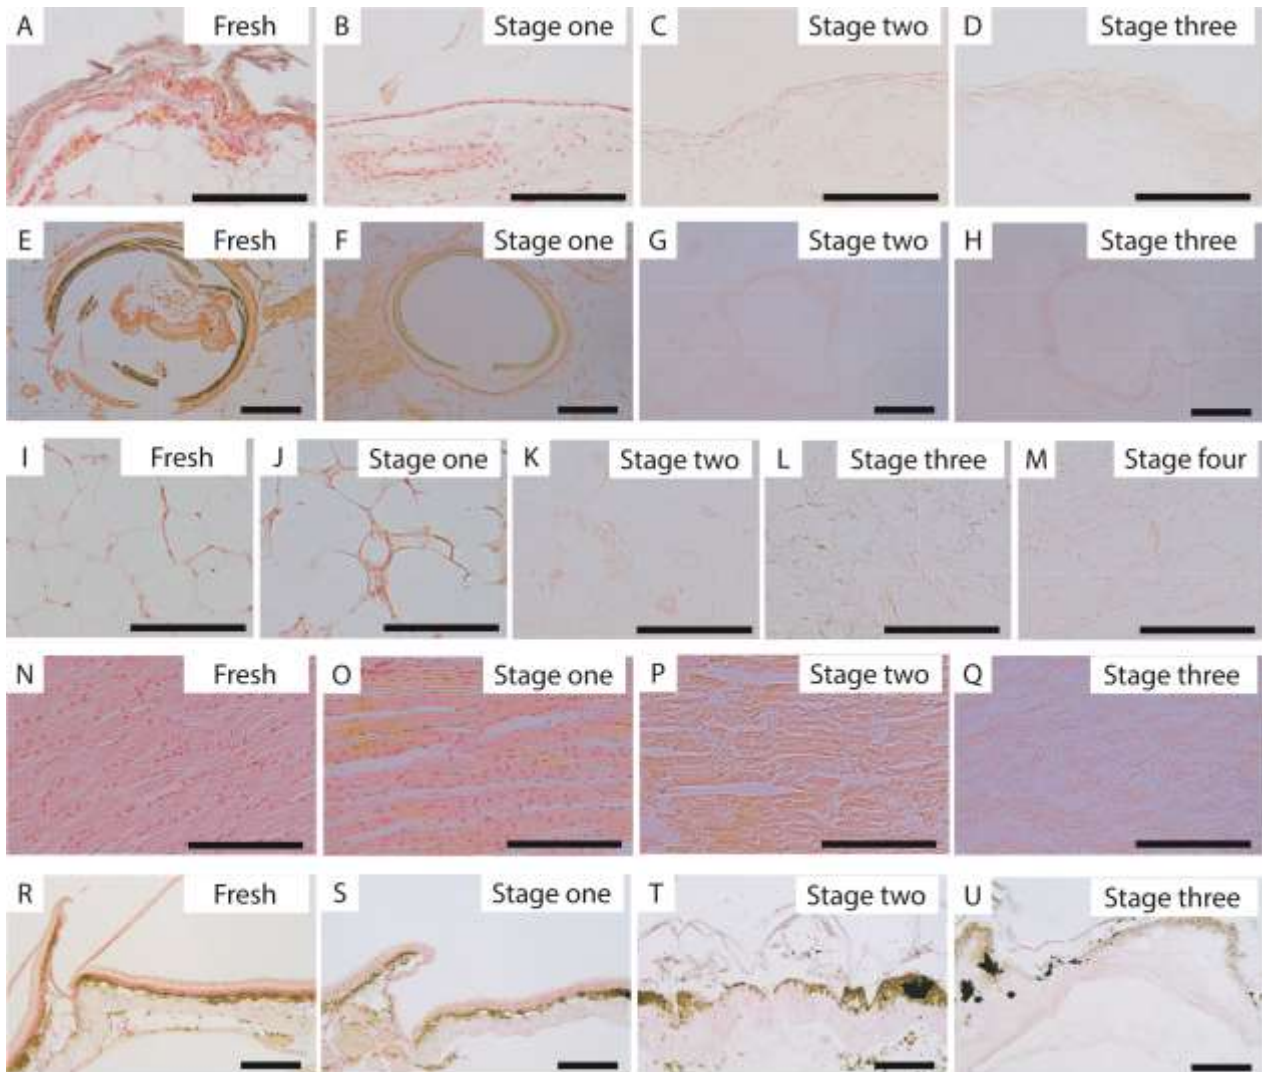 A Fresh B Stage one C Stage two D Stage three
E Fresh F Stage one G Stage two H Stage three
I Fresh J Stage one K Stage two L Stage three M Stage four
N Fresh O Stage one P Stage two Q Stage three
R Fresh S Stage one T Stage two U Stage three